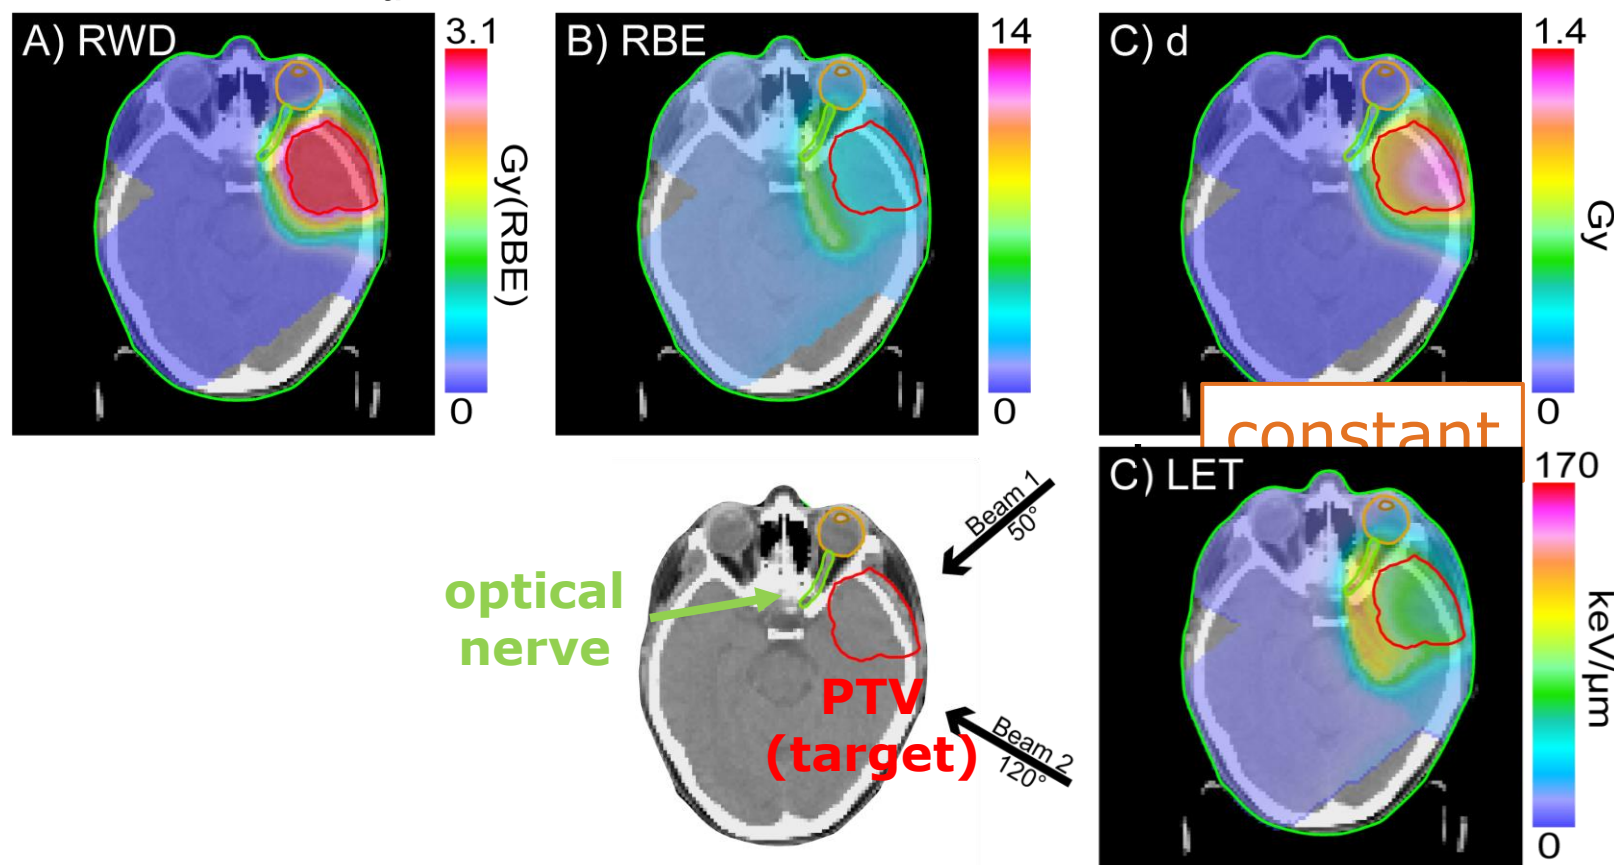 A) RWD
3.1
Gy(RBE)
0
B) RBE
14
0
C) d
1.4
Gy
0
constant
C) LET
170
keV/µm
0
optical
nerve
PTV
(target)
Beam 1
50°
Beam 2
120°